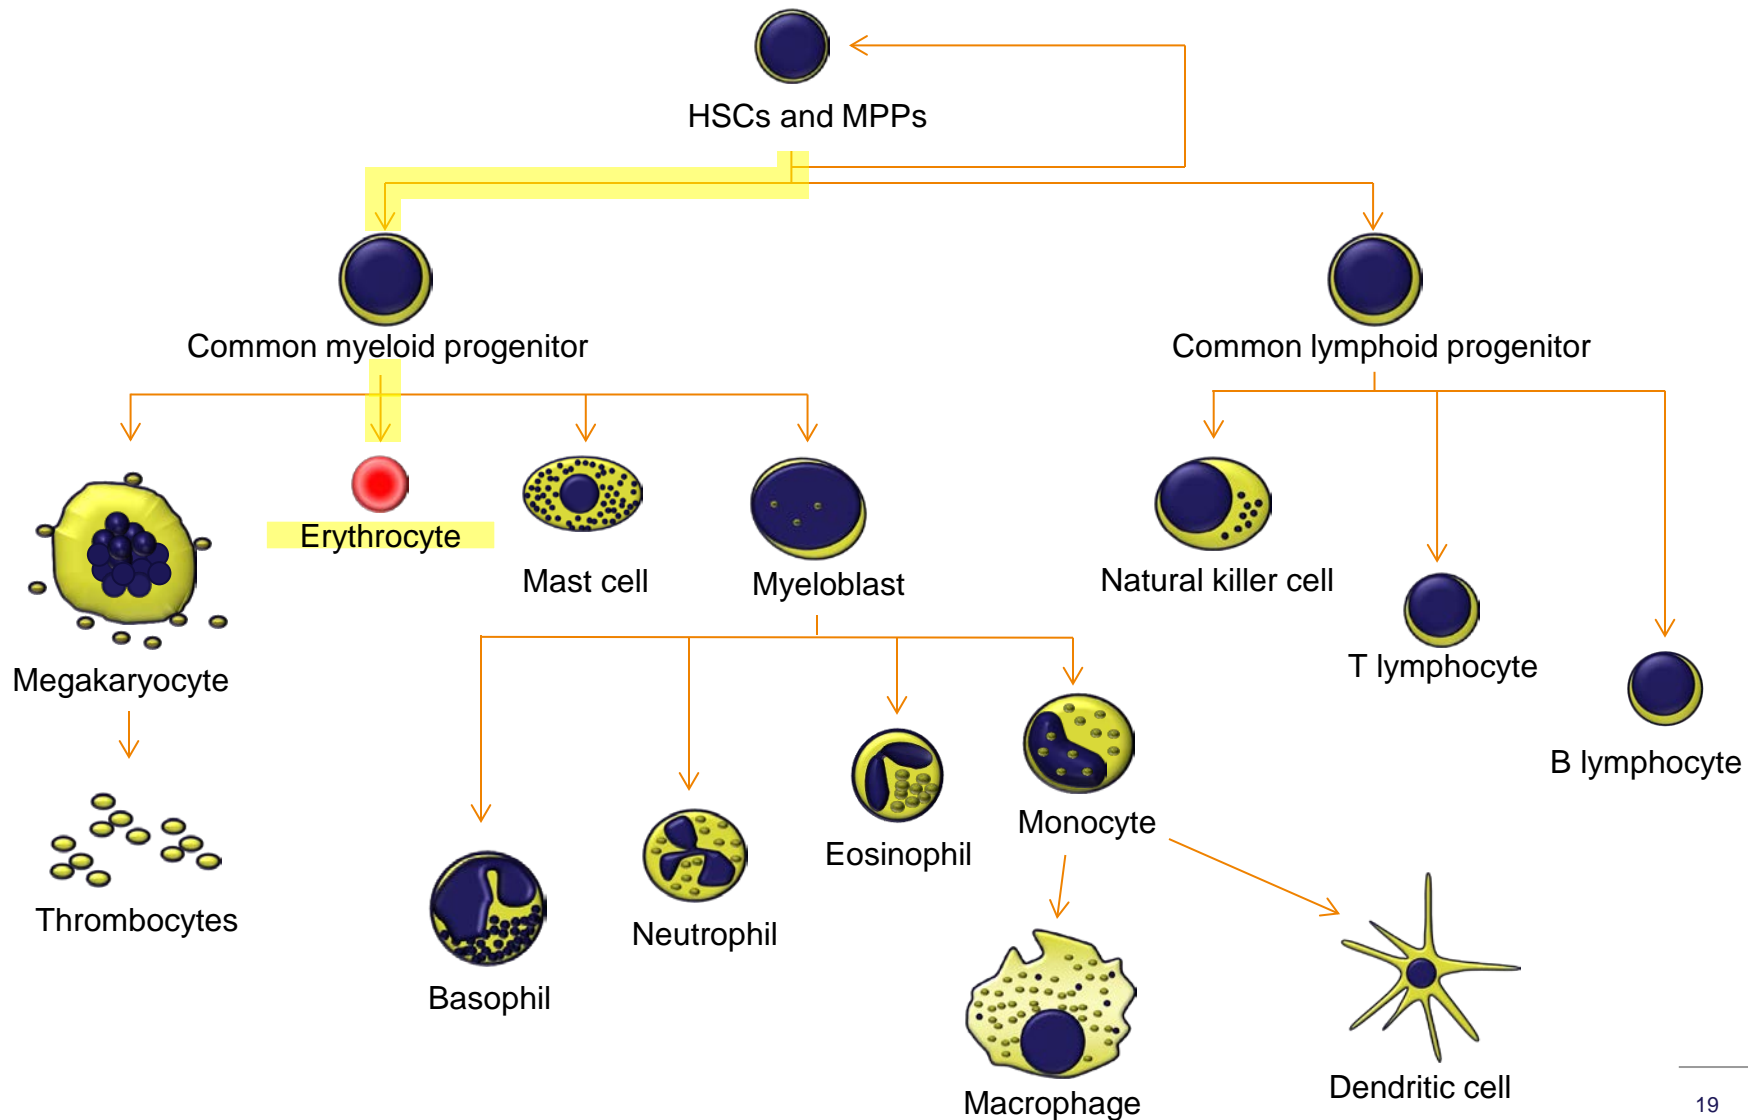 HSCs and MPPs
Common myeloid progenitor
Common lymphoid progenitor
Erythrocyte
Mast cell
Myeloblast
Natural killer cell
T lymphocyte
Megakaryocyte
B lymphocyte
Monocyte
Eosinophil
Thrombocytes
Neutrophil
Basophil
Dendritic cell
Macrophage
19